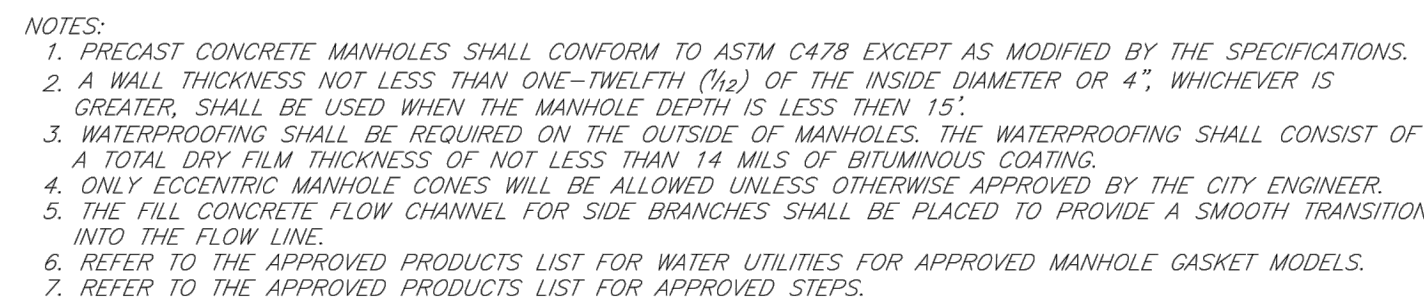 NOTES:
1. PRECAST CONCRETE MANHOLES SHALL CONFORM TO ASTM C478 EXCEPT AS MODIFIED BY THE SPECIFICATIONS.
2. A WALL THICKNESS NOT LESS THAN ONE-TWELFTH (1/12) OF THE INSIDE DIAMETER OR 4", WHICHEVER IS
GREATER, SHALL BE USED WHEN THE MANHOLE DEPTH IS LESS THEN 15'.
3. WATERPROOFING SHALL BE REQUIRED ON THE OUTSIDE OF MANHOLES. THE WATERPROOFING SHALL CONSIST OF
A TOTAL DRY FILM THICKNESS OF NOT LESS THAN 14 MILS OF BITUMINOUS COATING.
4. ONLY ECCENTRIC MANHOLE CONES WILL BE ALLOWED UNLESS OTHERWISE APPROVED BY THE CITY ENGINEER.
5. THE FILL CONCRETE FLOW CHANNEL FOR SIDE BRANCHES SHALL BE PLACED TO PROVIDE A SMOOTH TRANSITION
INTO THE FLOW LINE.
6. REFER TO THE APPROVED PRODUCTS LIST FOR WATER UTILITIES FOR APPROVED MANHOLE GASKET MODELS.
7. REFER TO THE APPROVED PRODUCTS LIST FOR APPROVED STEPS.